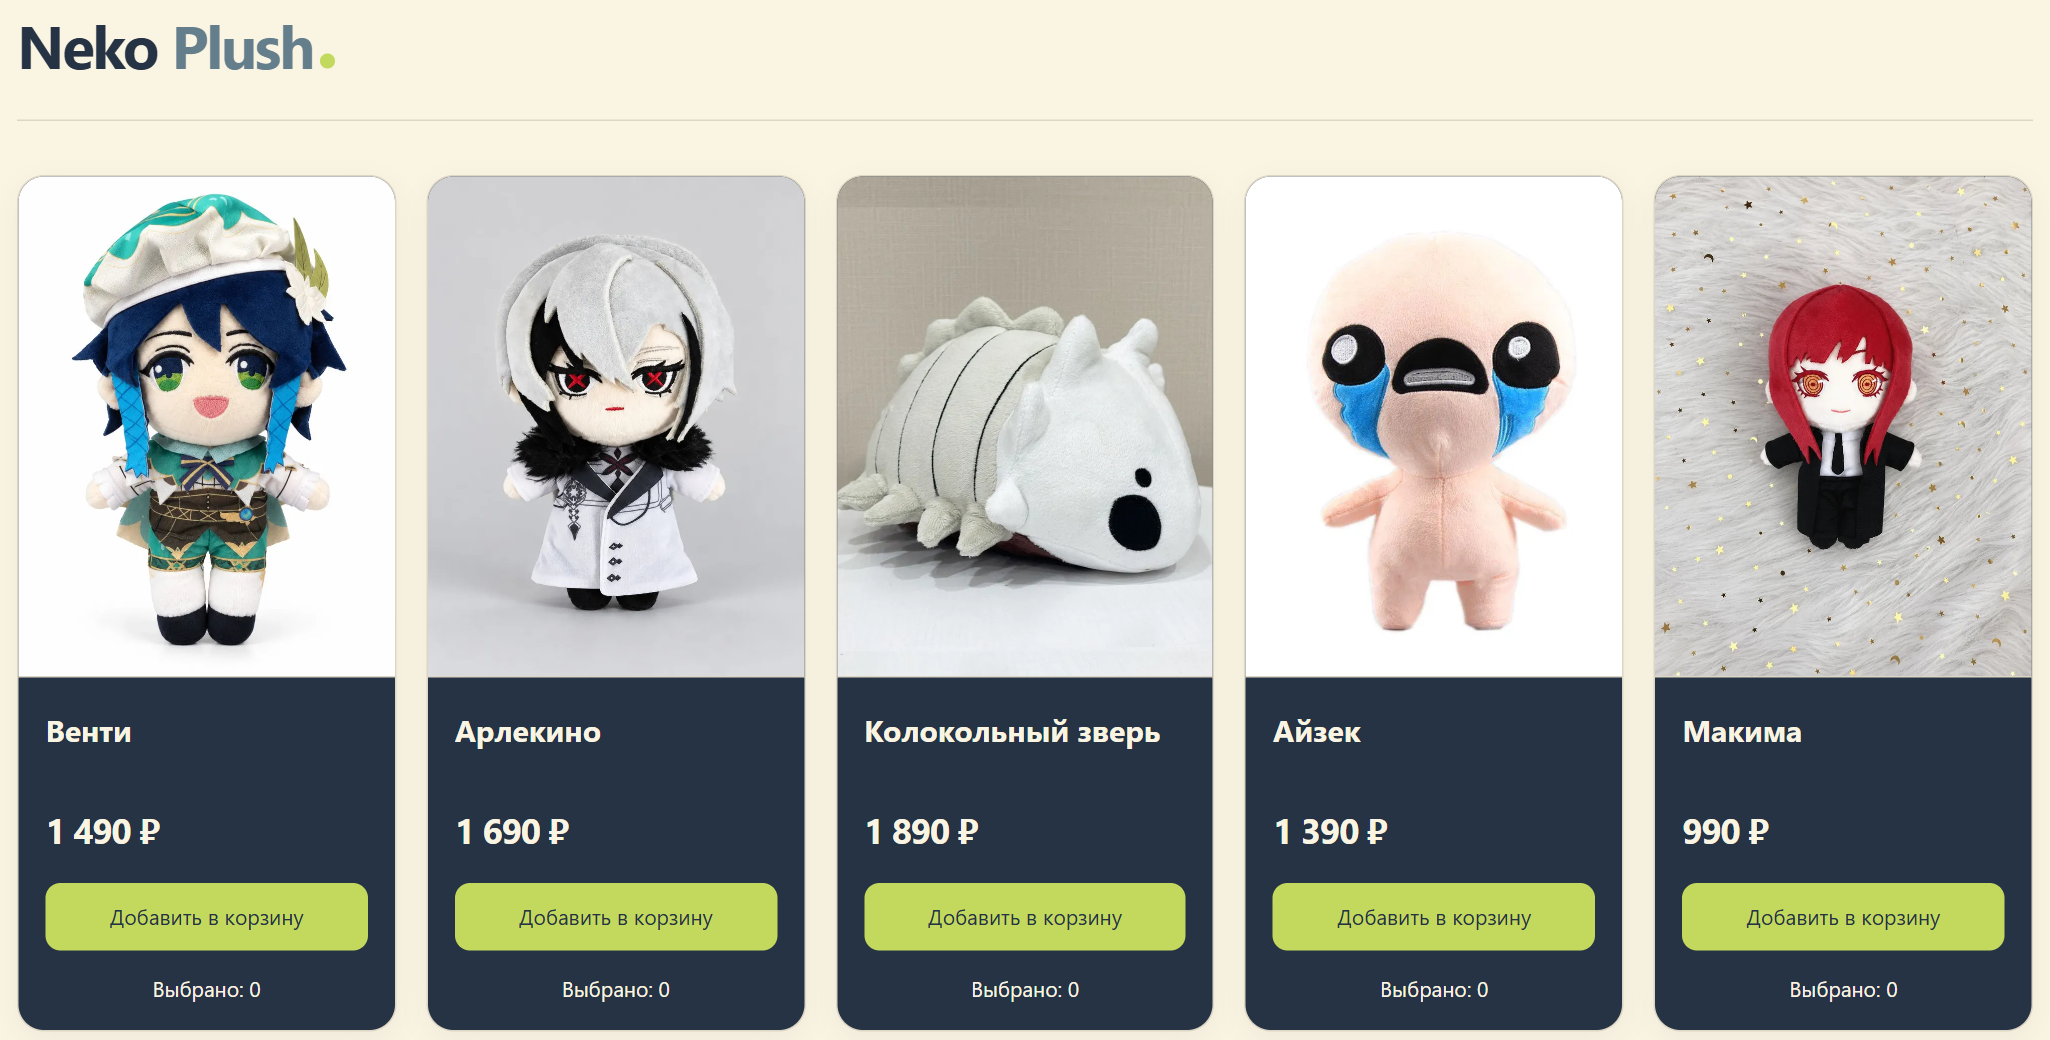 Neko Plush.
Венти
1 490 ₽
Добавить в корзину
Выбрано: 0
Арлекино
1 690 ₽
Добавить в корзину
Выбрано: 0
Колокольный зверь
1 890 ₽
Добавить в корзину
Выбрано: 0
Айзек
1 390 ₽
Добавить в корзину
Выбрано: 0
Макима
990 ₽
Добавить в корзину
Выбрано: 0